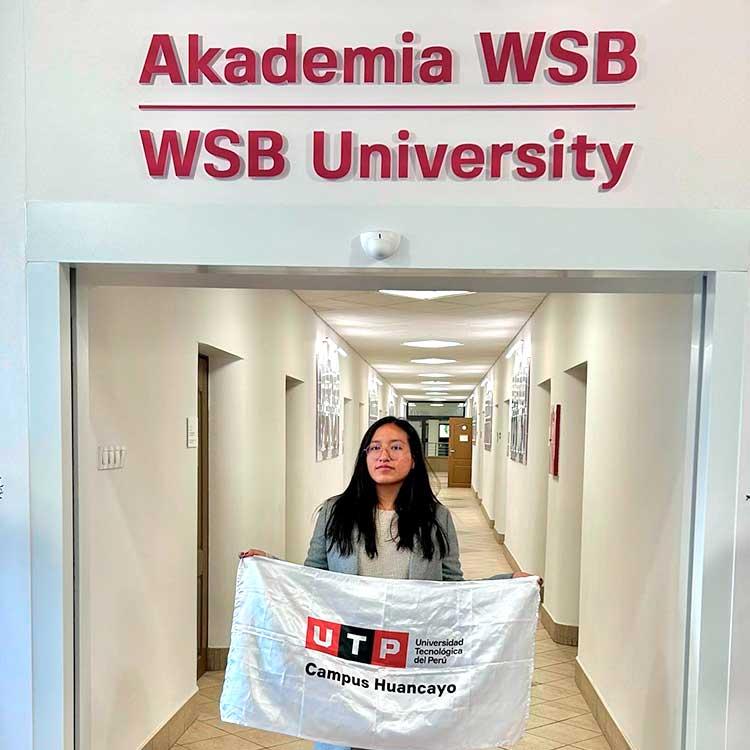 Akademia WSB
WSB University
UTP
Universidad
Tecnológica
del Perú
Campus Huancayo